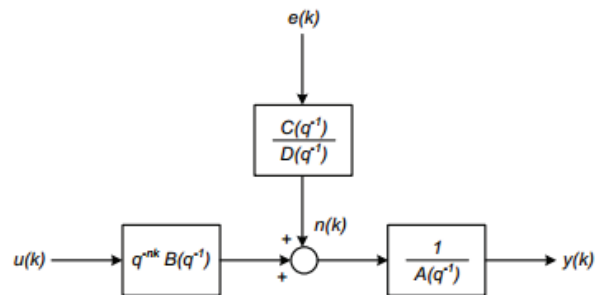 e(k)
C(q⁻¹)
D(q⁻¹)
n(k)
+
u(k)
q⁻ⁿᵏ B(q⁻¹)
+
1
A(q⁻¹)
y(k)